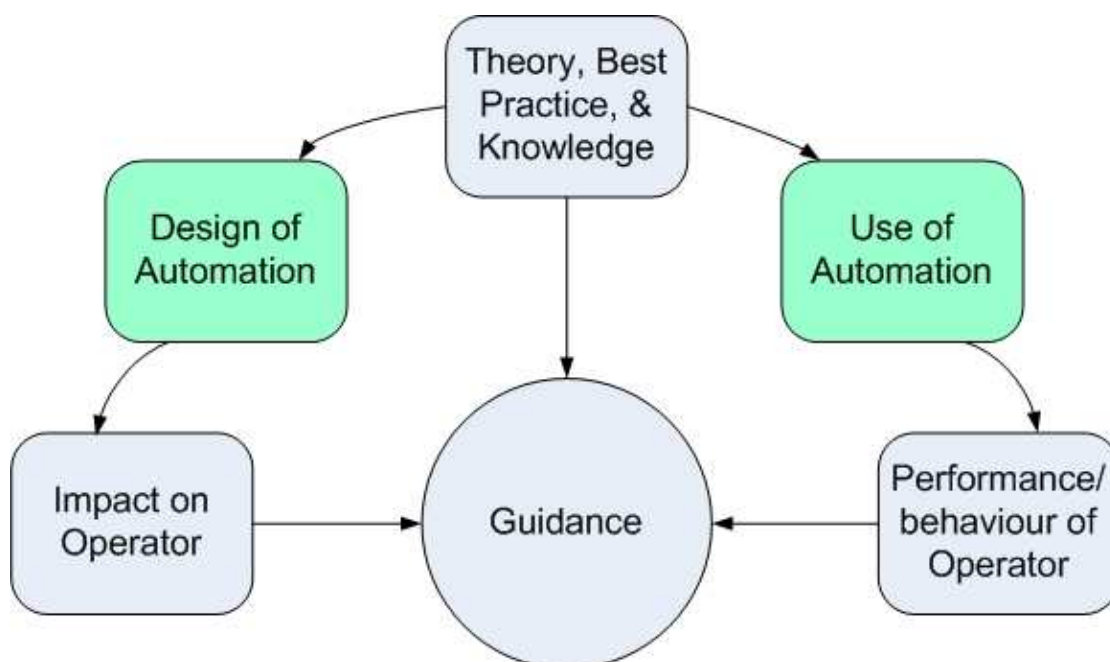 Theory, Best
Practice, &
Knowledge
Design of
Automation
Use of
Automation
Impact on
Operator
Guidance
Performance/
behaviour of
Operator